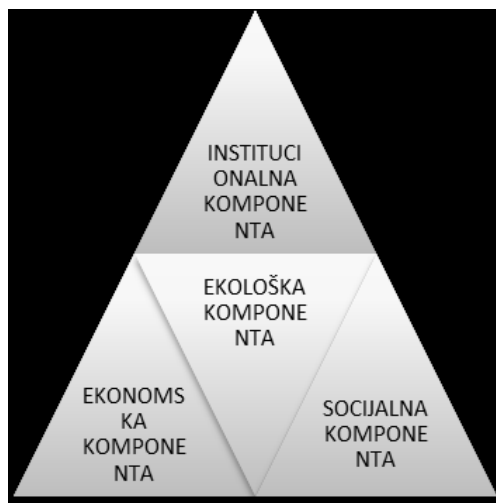 INSTITUCI
ONALNA
KOMPONE
NTA
EKOLOŠKA
KOMPONE
NTA
EKONOMS
KA
KOMPONE
NTA
SOCIJALNA
KOMPONE
NTA